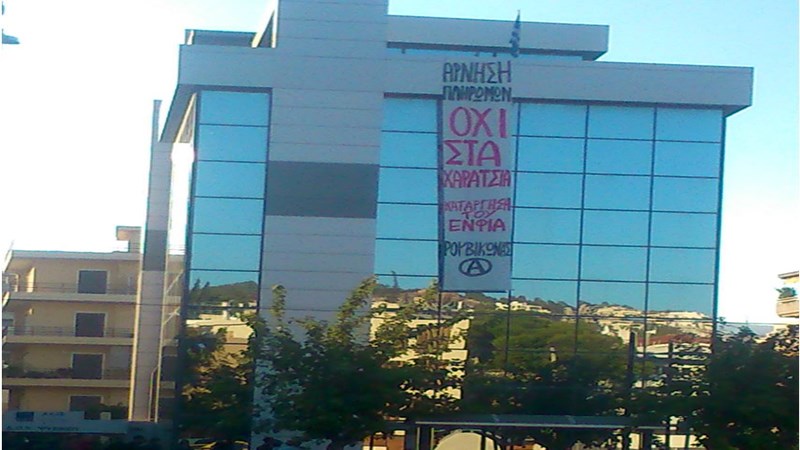 ΑΡΝΗΣΗ
ΠΛΗΡΩΜΩΝ
ΟΧΙ
ΣΤΑ
ΧΑΡΑΤΣΙΑ
ΚΑΤΑΡΓΗΣΗ
ΤΟΥ
ΕΝΦΙΑ
ΡΟΥΒΙΚΩΝΑΣ
Α